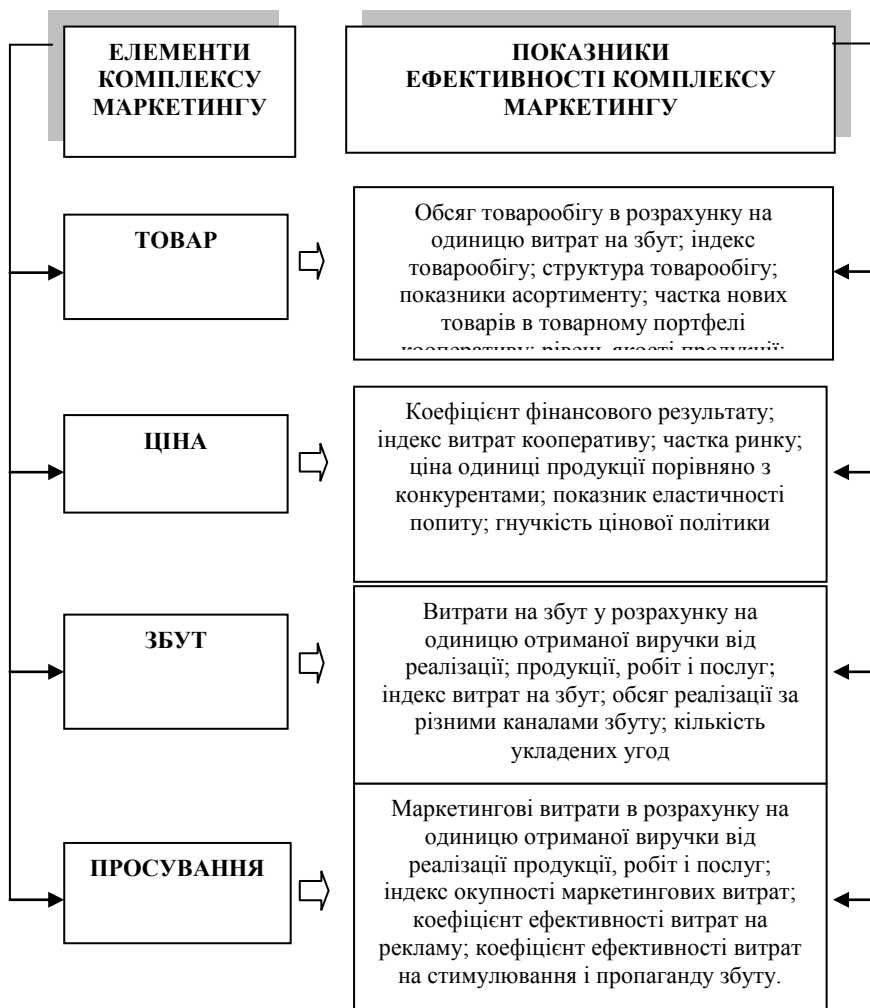 ЕЛЕМЕНТИ
КОМПЛЕКСУ
МАРКЕТИНГУ
ПОКАЗНИКИ
ЕФЕКТИВНОСТІ КОМПЛЕКСУ
МАРКЕТИНГУ
ТОВАР
Обсяг товарообігу в розрахунку на
одиницю витрат на збут; індекс
товарообігу; структура товарообігу;
показники асортименту; частка нових
товарів в товарному портфелі
кооперативу; рівень якості продукції;
ЦІНА
Коефіцієнт фінансового результату;
індекс витрат кооперативу; частка ринку;
ціна одиниці продукції порівняно з
конкурентами; показник еластичності
попиту; гнучкість цінової політики
ЗБУТ
Витрати на збут у розрахунку на
одиницю отриманої виручки від
реалізації; продукції, робіт і послуг;
індекс витрат на збут; обсяг реалізації за
різними каналами збуту; кількість
укладених угод
ПРОСУВАННЯ
Маркетингові витрати в розрахунку на
одиницю отриманої виручки від
реалізації продукції, робіт і послуг;
індекс окупності маркетингових витрат;
коефіцієнт ефективності витрат на
рекламу; коефіцієнт ефективності витрат
на стимулювання і пропаганду збуту.